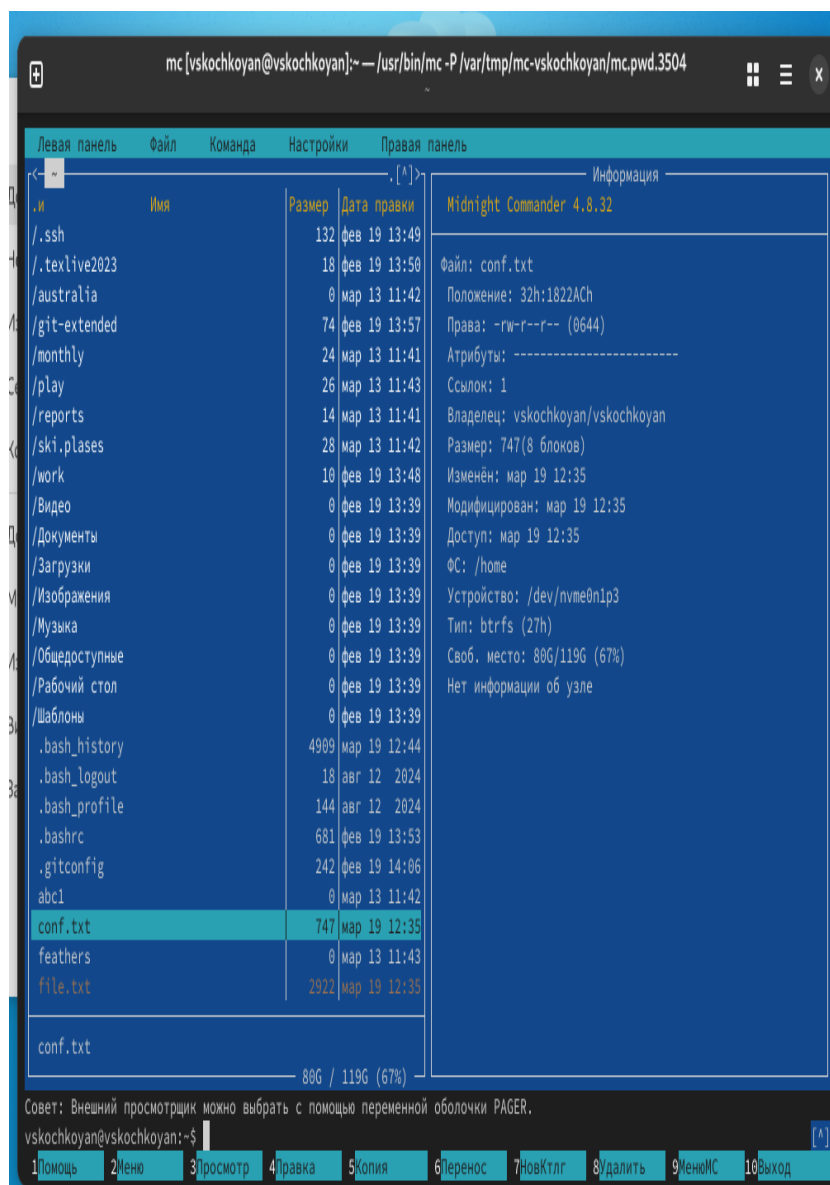 mc [vskochkoyan@vskochkoyan]:~ — /usr/bin/mc -P /var/tmp/mc-vskochkoyan/mc.pwd.3504
~
Левая панель Файл Команда Настройки Правая панель
<- ~ .[^]>
.и Имя Размер Дата правки
/.ssh 132 фев 19 13:49
/.texlive2023 18 фев 19 13:50
/australia 0 мар 13 11:42
/git-extended 74 фев 19 13:57
/monthly 24 мар 13 11:41
/play 26 мар 13 11:43
/reports 14 мар 13 11:41
/ski.plases 28 мар 13 11:42
/work 10 фев 19 13:48
/Видео 0 фев 19 13:39
/Документы 0 фев 19 13:39
/Загрузки 0 фев 19 13:39
/Изображения 0 фев 19 13:39
/Музыка 0 фев 19 13:39
/Общедоступные 0 фев 19 13:39
/Рабочий стол 0 фев 19 13:39
/Шаблоны 0 фев 19 13:39
.bash_history 4909 мар 19 12:44
.bash_logout 18 авг 12 2024
.bash_profile 144 авг 12 2024
.bashrc 681 фев 19 13:53
.gitconfig 242 фев 19 14:06
abc1 0 мар 13 11:42
conf.txt 747 мар 19 12:35
feathers 0 мар 13 11:43
file.txt 2922 мар 19 12:35
conf.txt
80G / 119G (67%)
Информация
Midnight Commander 4.8.32
Файл: conf.txt
Положение: 32h:1822ACh
Права: -rw-r--r-- (0644)
Атрибуты: -------------------------
Ссылок: 1
Владелец: vskochkoyan/vskochkoyan
Размер: 747(8 блоков)
Изменён: мар 19 12:35
Модифицирован: мар 19 12:35
Доступ: мар 19 12:35
ФС: /home
Устройство: /dev/nvme0n1p3
Тип: btrfs (27h)
Своб. место: 80G/119G (67%)
Нет информации об узле
Совет: Внешний просмотрщик можно выбрать с помощью переменной оболочки PAGER.
vskochkoyan@vskochkoyan:~$ [^]
1Помощь 2Меню 3Просмотр 4Правка 5Копия 6Перенос 7НовКтлг 8Удалить 9МенюМС 10Выход